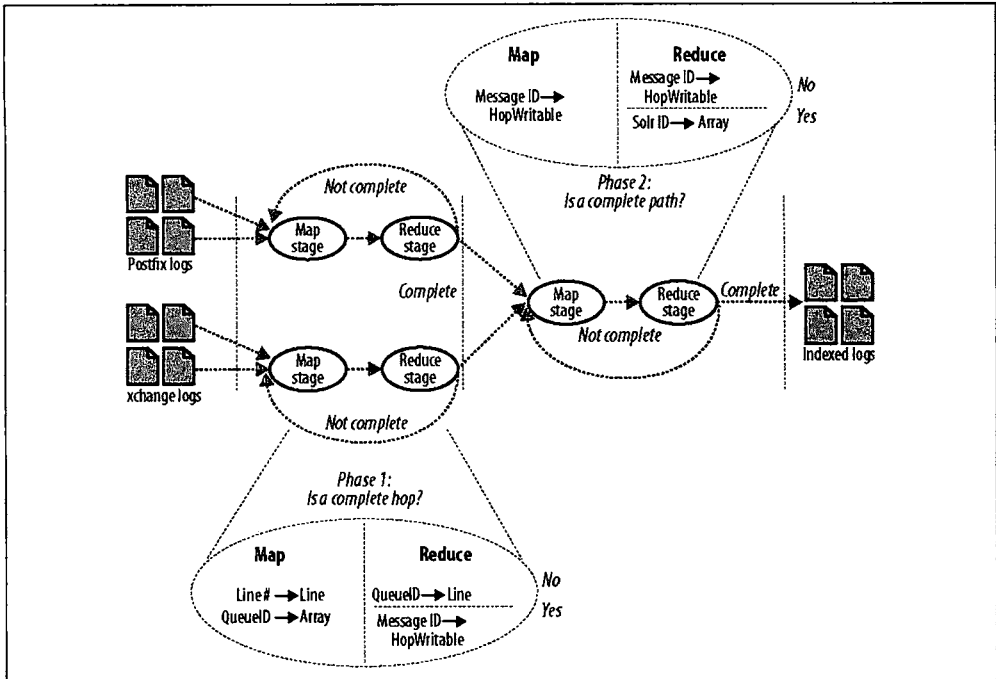 Map
Reduce
Message ID→
HopWritable
Message ID→
HopWritable
Solr ID→Array
No
Yes
Phase 2:
Is a complete path?
Not complete
Map
stage
Reduce
stage
Postfix logs
Complete
Map
stage
Reduce
stage
Complete
Not complete
Indexed logs
Map
stage
Reduce
stage
xchange logs
Not complete
Phase 1:
Is a complete hop?
Map
Reduce
Line# →Line
QueueID→Array
QueueID→Line
Message ID→
HopWritable
No
Yes